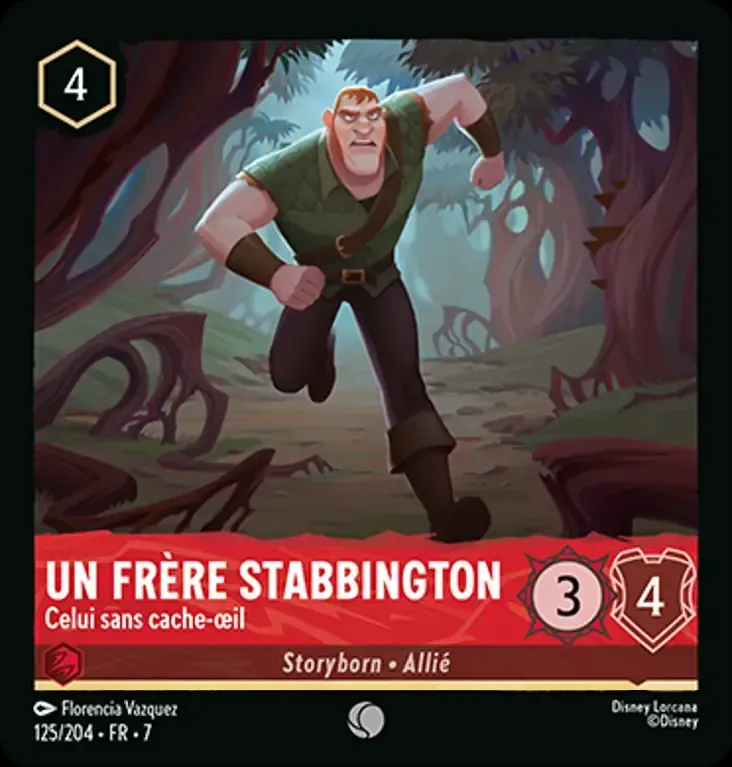 4
UN FRÈRE STABBINGTON
Celui sans cache-œil
3
4
Storyborn • Allié
Florencia Vazquez
125/204 • FR • 7
Disney Lorcana
©Disney